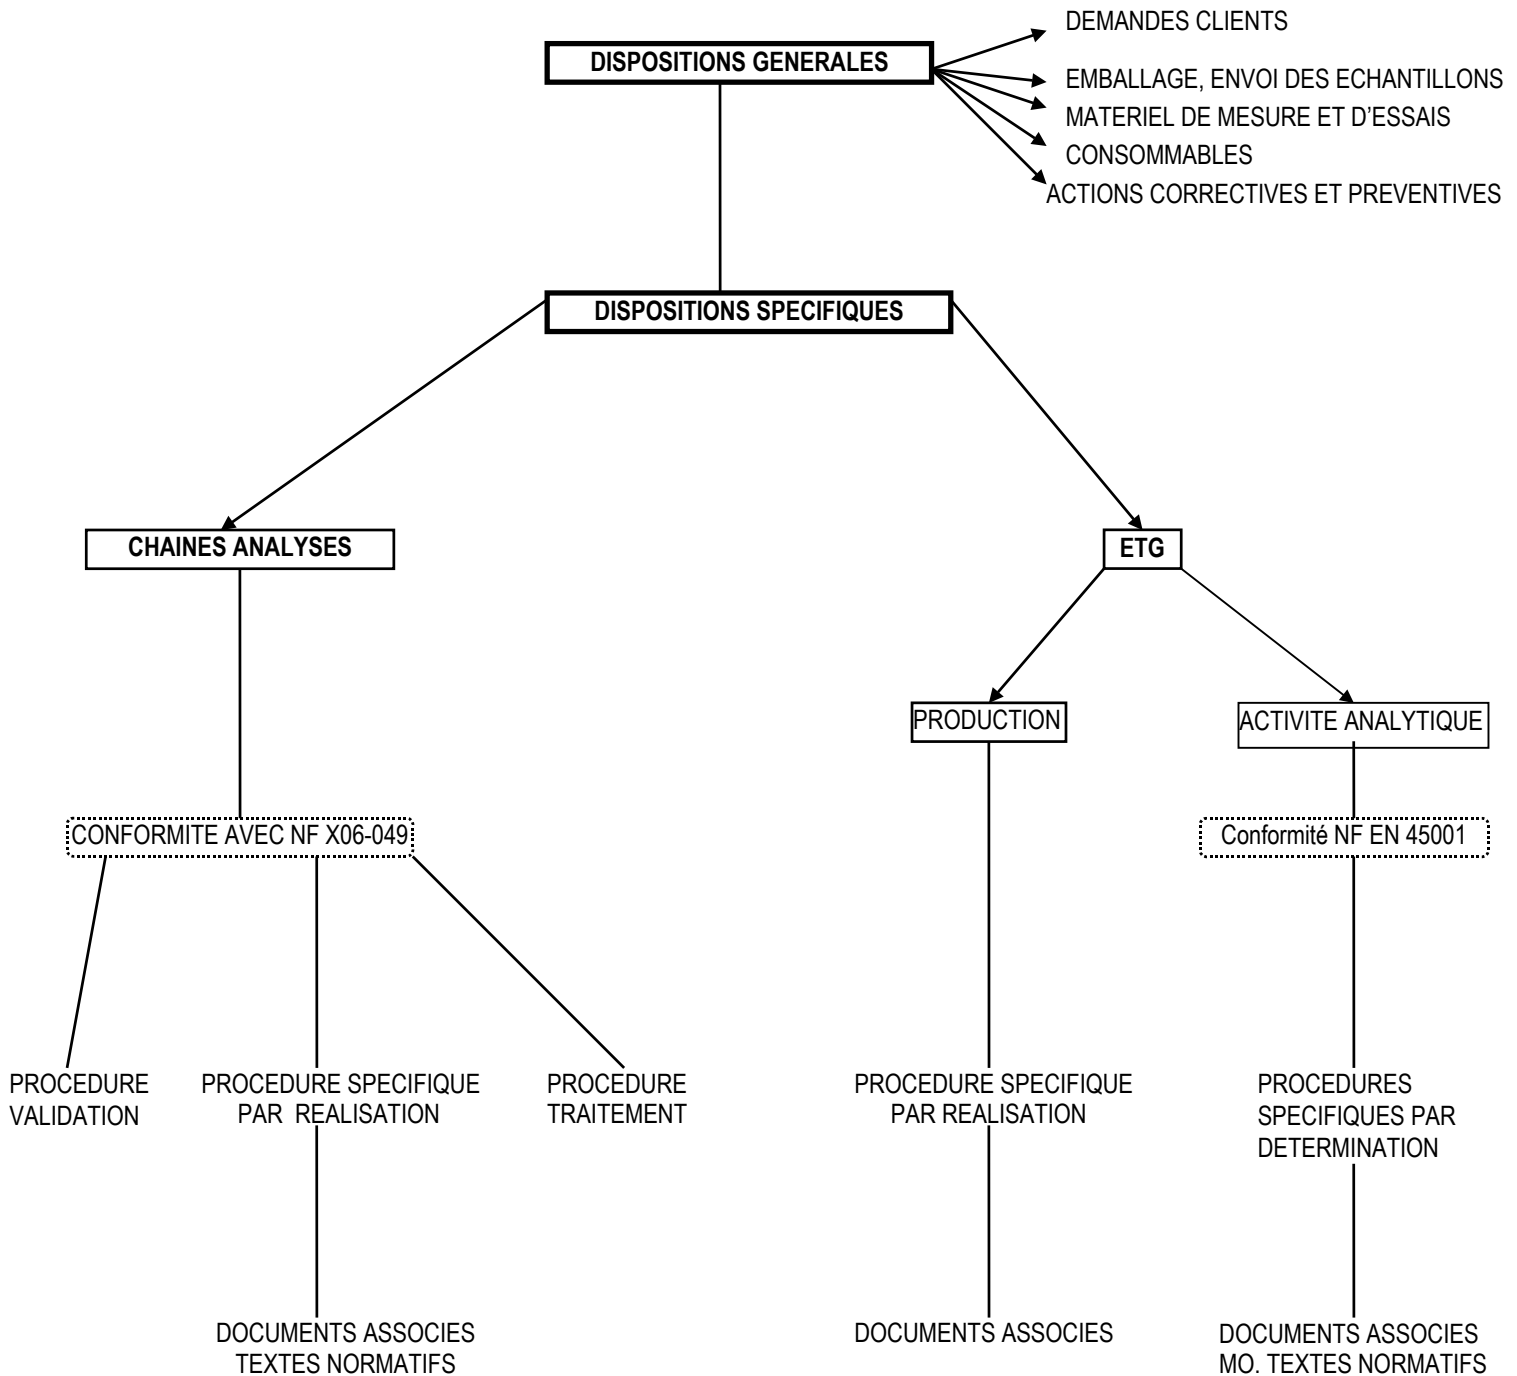 DEMANDES CLIENTS
DISPOSITIONS GENERALES
EMBALLAGE, ENVOI DES ECHANTILLONS
MATERIEL DE MESURE ET D'ESSAIS
CONSOMMABLES
ACTIONS CORRECTIVES ET PREVENTIVES
DISPOSITIONS SPECIFIQUES
CHAINES ANALYSES
ETG
PRODUCTION
ACTIVITE ANALYTIQUE
CONFORMITE AVEC NF X06-049
Conformité NF EN 45001
PROCEDURE
VALIDATION
PROCEDURE SPECIFIQUE
PAR REALISATION
PROCEDURE
TRAITEMENT
PROCEDURE SPECIFIQUE
PAR REALISATION
PROCEDURES
SPECIFIQUES PAR
DETERMINATION
DOCUMENTS ASSOCIES
TEXTES NORMATIFS
DOCUMENTS ASSOCIES
DOCUMENTS ASSOCIES
MO. TEXTES NORMATIFS